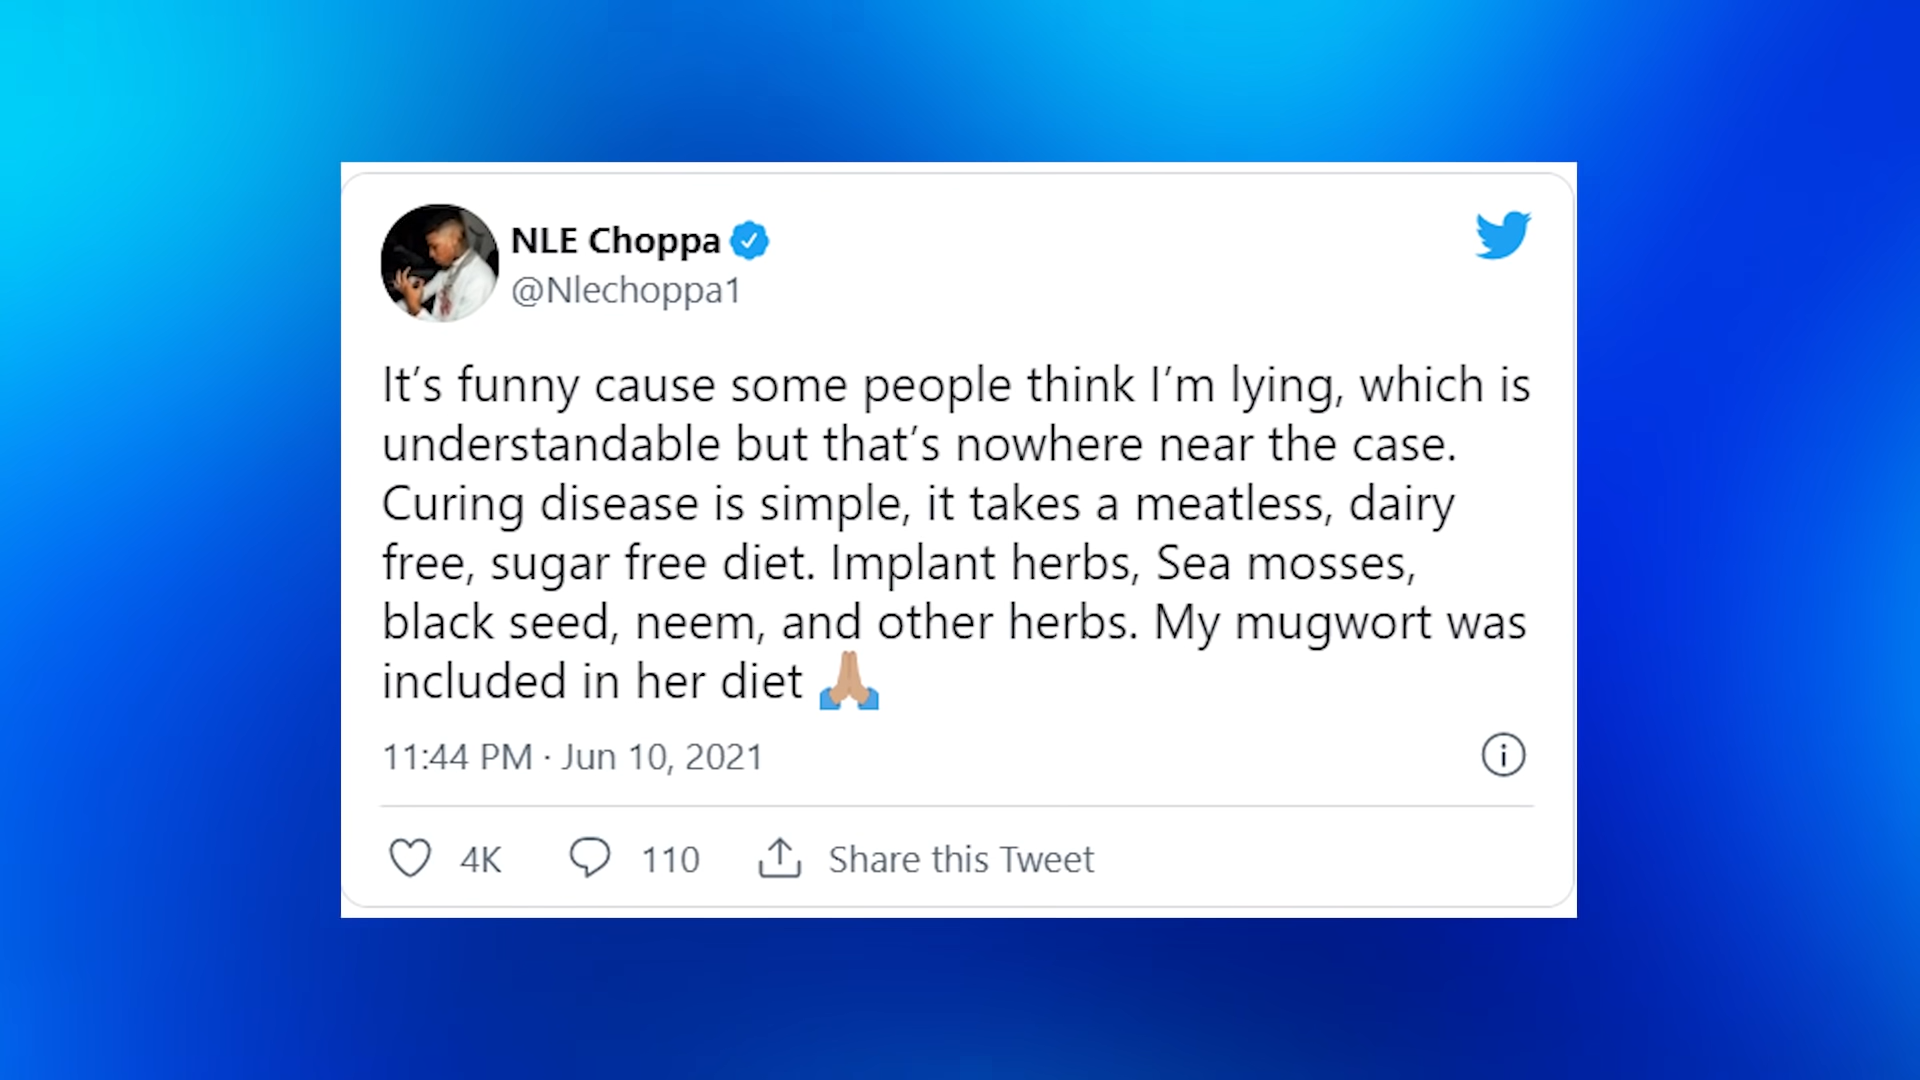 NLE Choppa
@Nlechoppa1
It’s funny cause some people think I’m lying, which is
understandable but that’s nowhere near the case.
Curing disease is simple, it takes a meatless, dairy
free, sugar free diet. Implant herbs, Sea mosses,
black seed, neem, and other herbs. My mugwort was
included in her diet 🙏🏽
11:44 PM · Jun 10, 2021
4K 110 Share this Tweet